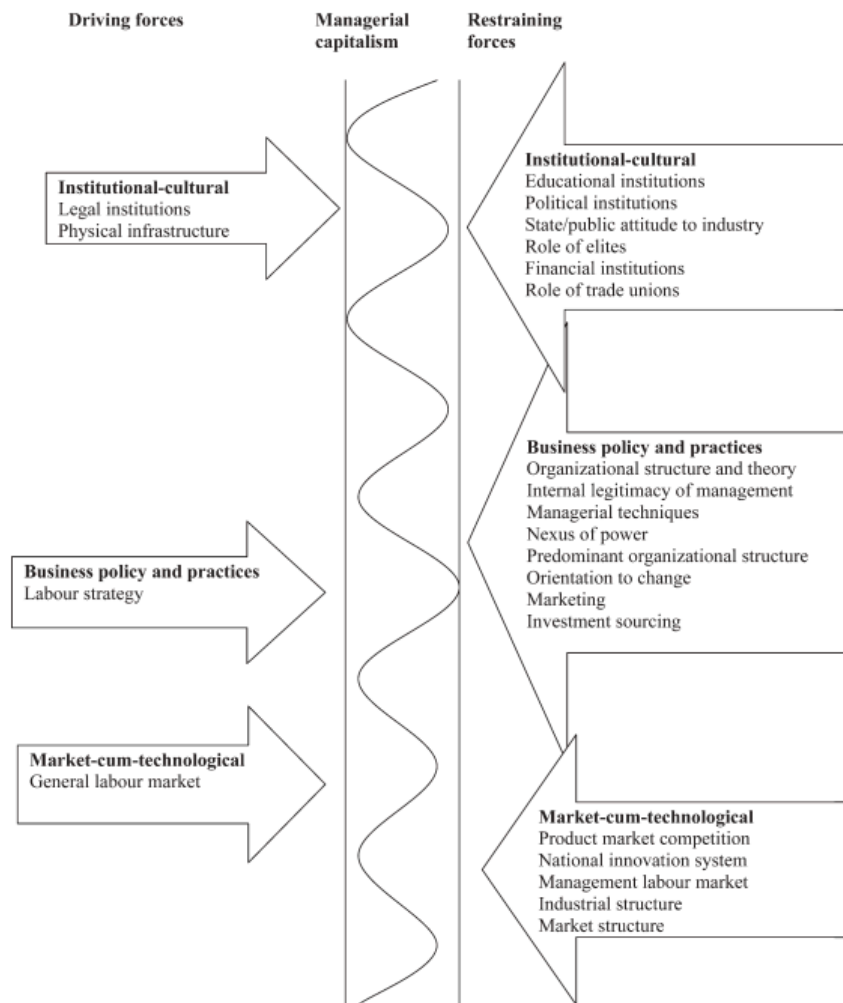 Driving forces
Managerial
capitalism
Restraining
forces
Institutional-cultural
Legal institutions
Physical infrastructure
Institutional-cultural
Educational institutions
Political institutions
State/public attitude to industry
Role of elites
Financial institutions
Role of trade unions
Business policy and practices
Labour strategy
Business policy and practices
Organizational structure and theory
Internal legitimacy of management
Managerial techniques
Nexus of power
Predominant organizational structure
Orientation to change
Marketing
Investment sourcing
Market-cum-technological
General labour market
Market-cum-technological
Product market competition
National innovation system
Management labour market
Industrial structure
Market structure